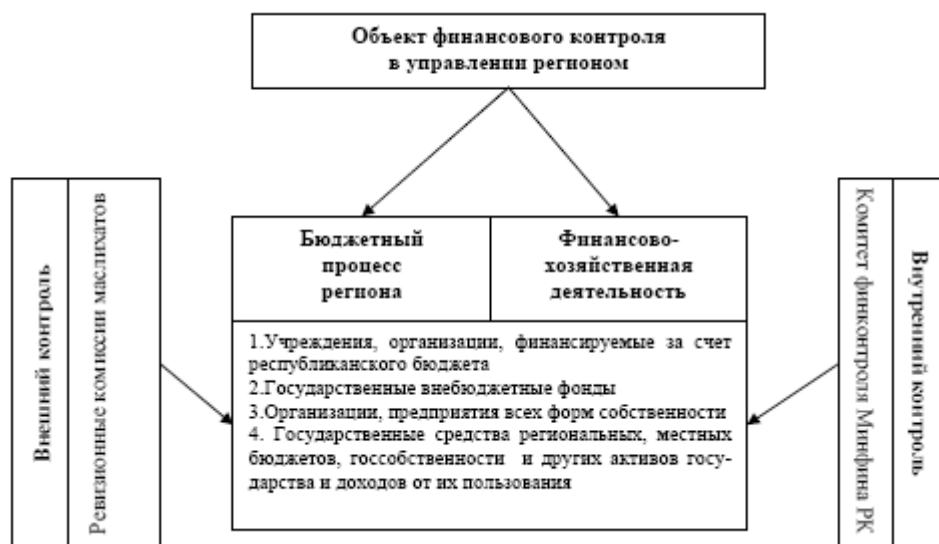 Объект финансового контроля
в управлении регионом
Внешний контроль
Ревизионные комиссии маслихатов
Бюджетный
процесс
региона
Финансово-
хозяйственная
деятельность
1.Учреждения, организации, финансируемые за счет
республиканского бюджета
2.Государственные внебюджетные фонды
3.Организации, предприятия всех форм собственности
4. Государственные средства региональных, местных
бюджетов, госсобственности и других активов госу-
дарства и доходов от их пользования
Комитет финконтроля Минфина РК
Внутренний контроль